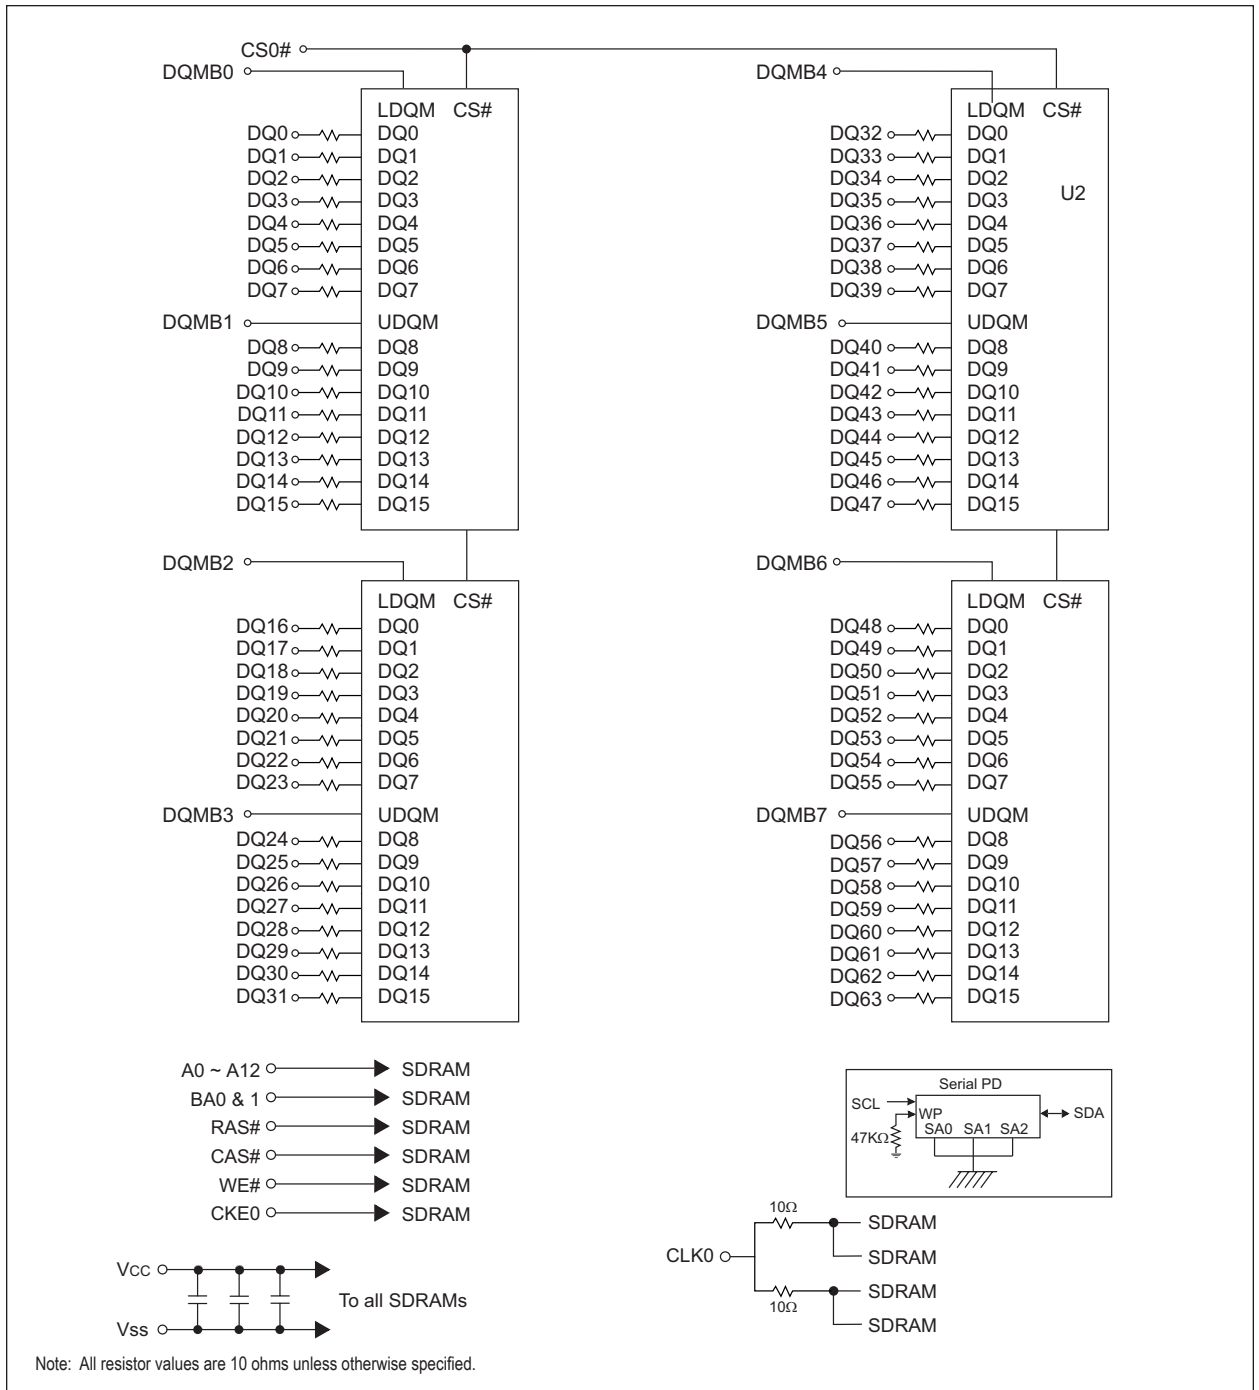 CS0#
DQMB0
LDQM CS#
DQ0 DQ0
DQ1 DQ1
DQ2 DQ2
DQ3 DQ3
DQ4 DQ4
DQ5 DQ5
DQ6 DQ6
DQ7 DQ7
DQMB1 UDQM
DQ8 DQ8
DQ9 DQ9
DQ10 DQ10
DQ11 DQ11
DQ12 DQ12
DQ13 DQ13
DQ14 DQ14
DQ15 DQ15
DQMB4
LDQM CS#
DQ32 DQ0
DQ33 DQ1
DQ34 DQ2
DQ35 DQ3
U2
DQ36 DQ4
DQ37 DQ5
DQ38 DQ6
DQ39 DQ7
DQMB5 UDQM
DQ40 DQ8
DQ41 DQ9
DQ42 DQ10
DQ43 DQ11
DQ44 DQ12
DQ45 DQ13
DQ46 DQ14
DQ47 DQ15
DQMB2
LDQM CS#
DQ16 DQ0
DQ17 DQ1
DQ18 DQ2
DQ19 DQ3
DQ20 DQ4
DQ21 DQ5
DQ22 DQ6
DQ23 DQ7
DQMB3 UDQM
DQ24 DQ8
DQ25 DQ9
DQ26 DQ10
DQ27 DQ11
DQ28 DQ12
DQ29 DQ13
DQ30 DQ14
DQ31 DQ15
DQMB6
LDQM CS#
DQ48 DQ0
DQ49 DQ1
DQ50 DQ2
DQ51 DQ3
DQ52 DQ4
DQ53 DQ5
DQ54 DQ6
DQ55 DQ7
DQMB7 UDQM
DQ56 DQ8
DQ57 DQ9
DQ58 DQ10
DQ59 DQ11
DQ60 DQ12
DQ61 DQ13
DQ62 DQ14
DQ63 DQ15
A0 ~ A12 SDRAM
BA0 & 1 SDRAM
RAS# SDRAM
CAS# SDRAM
WE# SDRAM
CKE0 SDRAM
Serial PD
SCL
WP
SDA
SA0 SA1 SA2
47KΩ
10Ω
SDRAM
CLK0
SDRAM
SDRAM
10Ω
SDRAM
Vcc
To all SDRAMs
Vss
Note: All resistor values are 10 ohms unless otherwise specified.